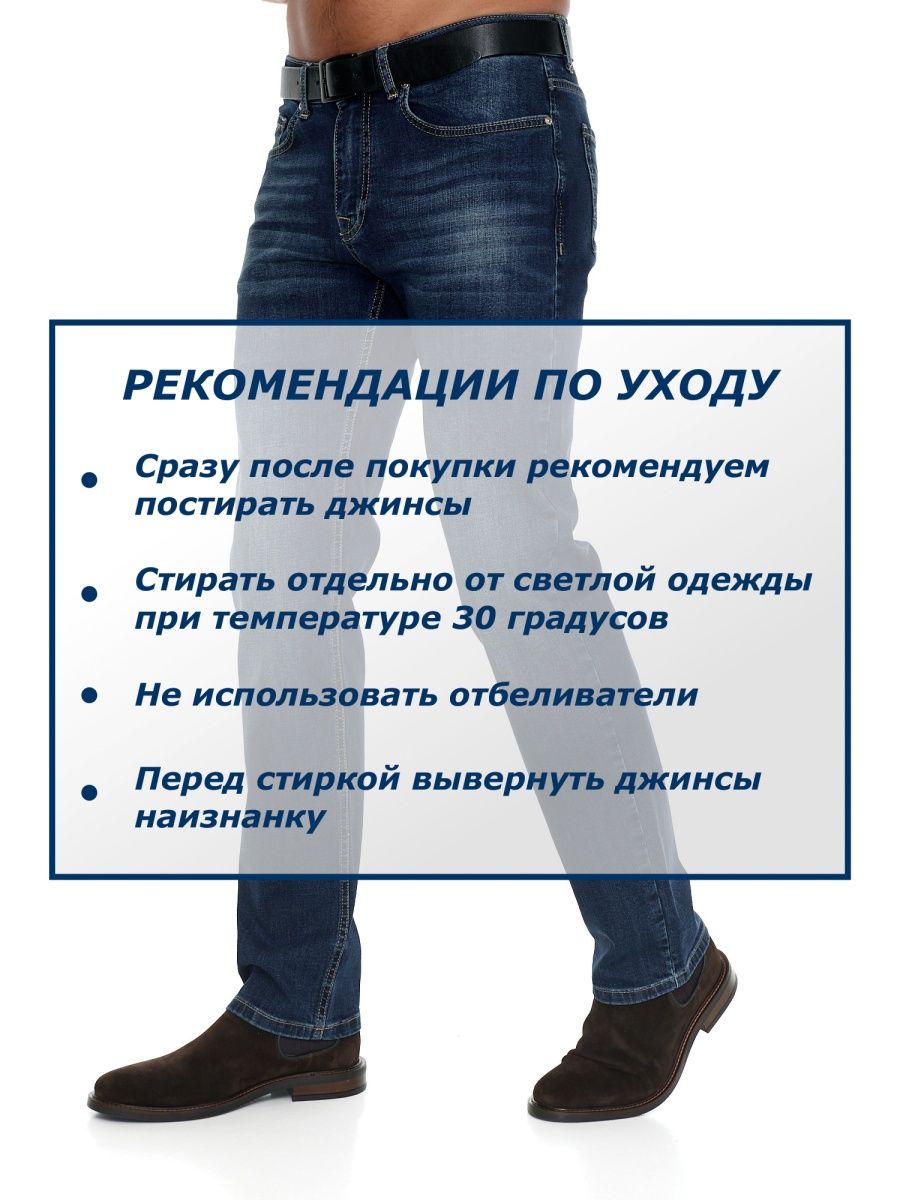 РЕКОМЕНДАЦИИ ПО УХОДУ
Сразу после покупки рекомендуем
постирать джинсы
Стирать отдельно от светлой одежды
при температуре 30 градусов
Не использовать отбеливатели
Перед стиркой вывернуть джинсы
наизнанку